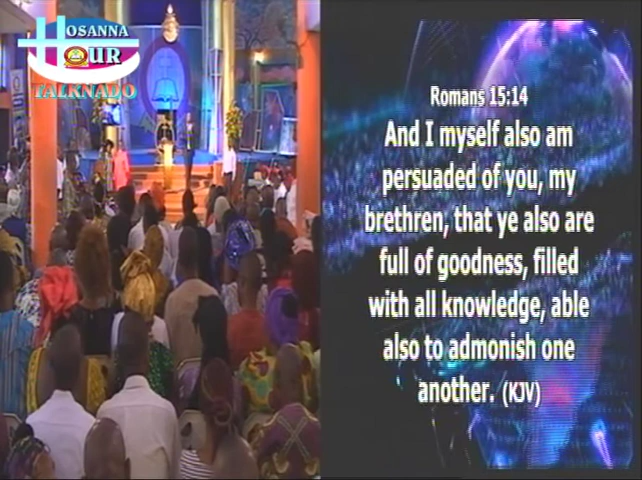 HOSANNA
HOUR
TALKNADO
Romans 15:14
And I myself also am
persuaded of you, my
brethren, that ye also are
full of goodness, filled
with all knowledge, able
also to admonish one
another. (KJV)